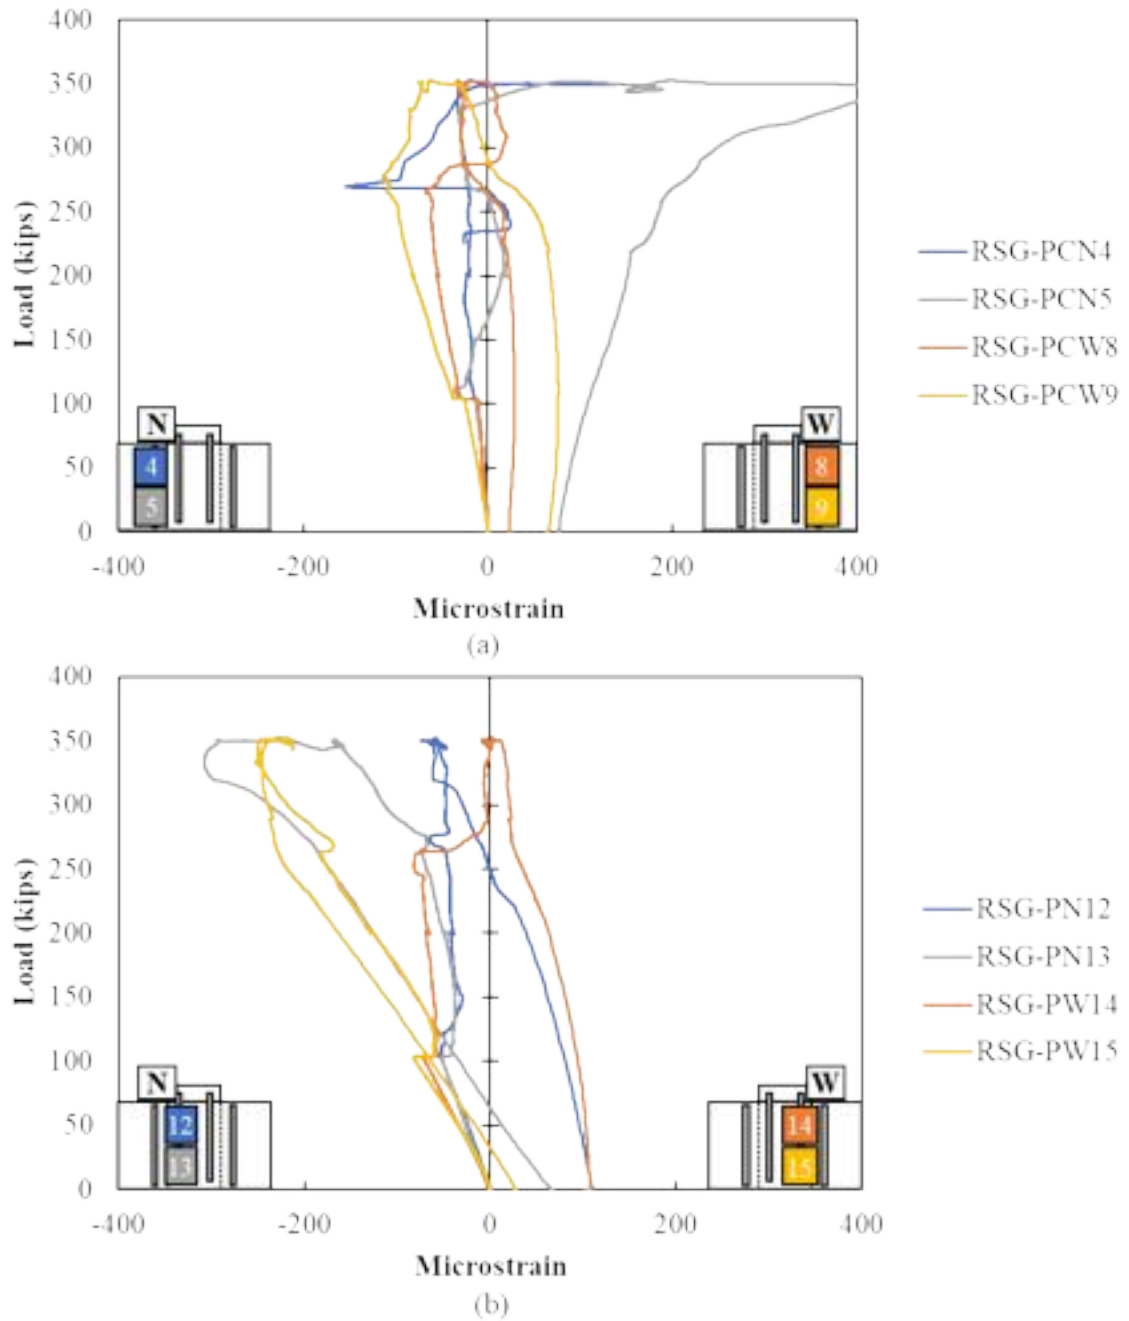 400
350
300
250
200
150
100
50
0
Load (kips)
N
4
5
W
8
9
-400
-200
0
200
400
Microstrain
(a)
RSG-PCN4
RSG-PCN5
RSG-PCW8
RSG-PCW9
400
350
300
250
200
150
100
50
0
Load (kips)
N
12
13
W
14
15
-400
-200
0
200
400
Microstrain
(b)
RSG-PN12
RSG-PN13
RSG-PW14
RSG-PW15